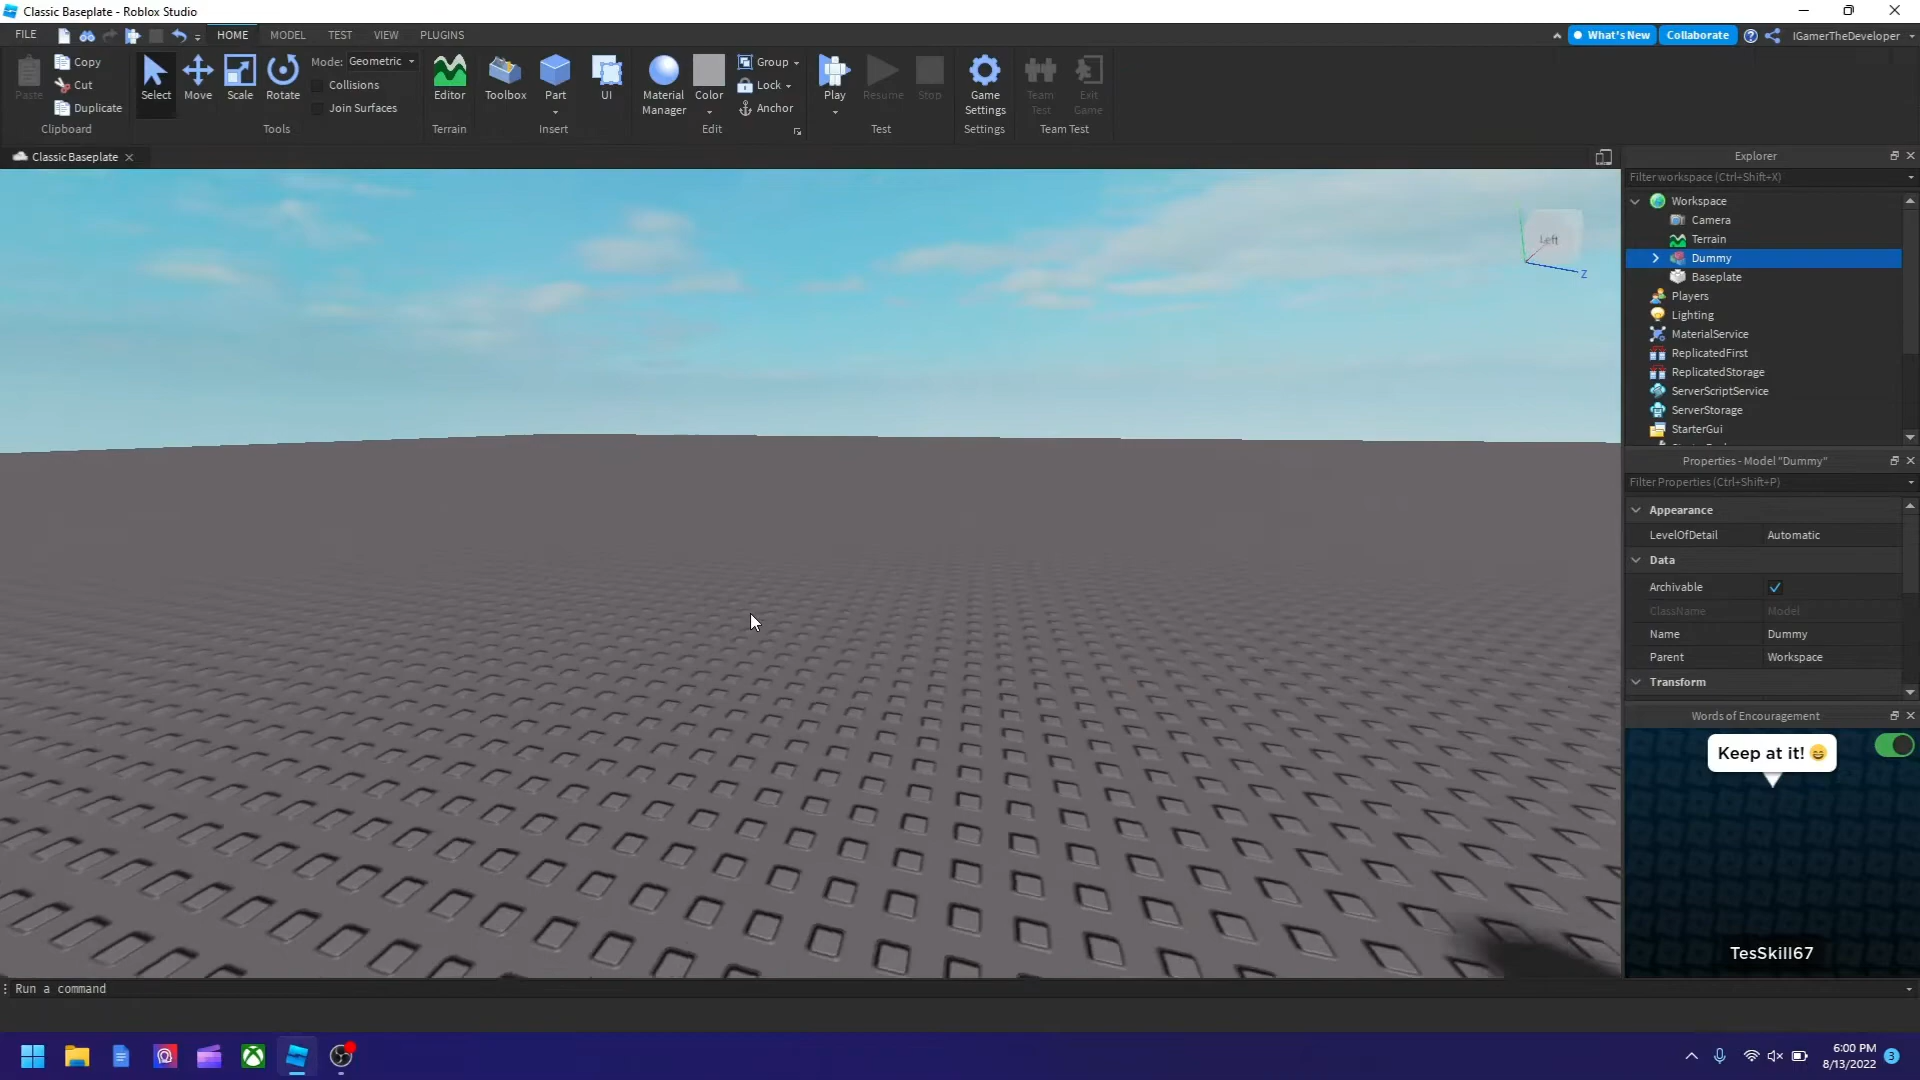 Classic Baseplate - Roblox Studio
FILE
HOME
MODEL
TEST
VIEW
PLUGINS
What's New
Collaborate
IGamerTheDeveloper
Paste
Copy
Cut
Duplicate
Clipboard
Select
Move
Scale
Rotate
Mode: Geometric
Collisions
Join Surfaces
Tools
Editor
Terrain
Toolbox
Part
UI
Insert
Material
Manager
Color
Group
Lock
Anchor
Edit
Play
Resume
Stop
Test
Game
Settings
Settings
Team
Test
Exit
Game
Team Test
Classic Baseplate
Left
Z
Explorer
Filter workspace (Ctrl+Shift+X)
Workspace
Camera
Terrain
Dummy
Baseplate
Players
Lighting
MaterialService
ReplicatedFirst
ReplicatedStorage
ServerScriptService
ServerStorage
StarterGui
Properties - Model "Dummy"
Filter Properties (Ctrl+Shift+P)
Appearance
LevelOfDetail Automatic
Data
Archivable
ClassName Model
Name Dummy
Parent Workspace
Transform
Words of Encouragement
Keep at it! 😄
TesSkill67
Run a command
6:00 PM
8/13/2022
3